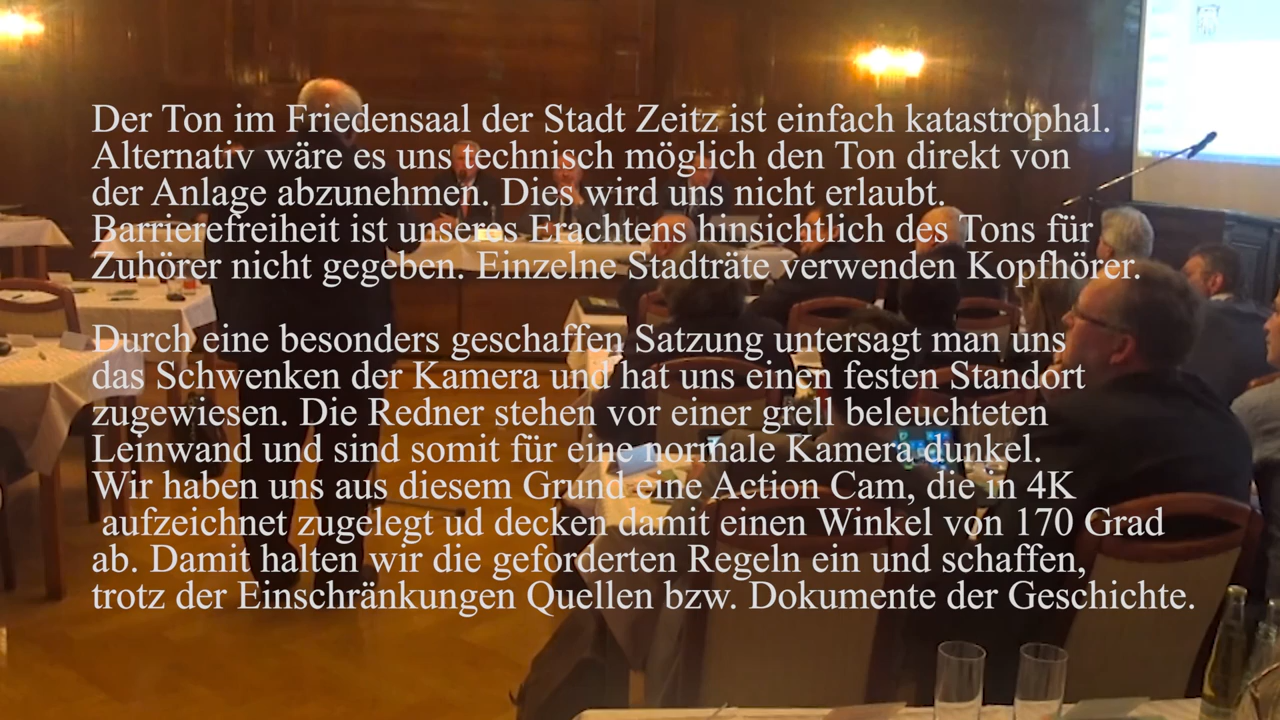 Der Ton im Friedensaal der Stadt Zeitz ist einfach katastrophal.
Alternativ wäre es uns technisch möglich den Ton direkt von
der Anlage abzunehmen. Dies wird uns nicht erlaubt.
Barrierefreiheit ist unseres Erachtens hinsichtlich des Tons für
Zuhörer nicht gegeben. Einzelne Stadträte verwenden Kopfhörer.
Durch eine besonders geschaffen Satzung untersagt man uns
das Schwenken der Kamera und hat uns einen festen Standort
zugewiesen. Die Redner stehen vor einer grell beleuchteten
Leinwand und sind somit für eine normale Kamera dunkel.
Wir haben uns aus diesem Grund eine Action Cam, die in 4K
aufzeichnet zugelegt ud decken damit einen Winkel von 170 Grad
ab. Damit halten wir die geforderten Regeln ein und schaffen,
trotz der Einschränkungen Quellen bzw. Dokumente der Geschichte.